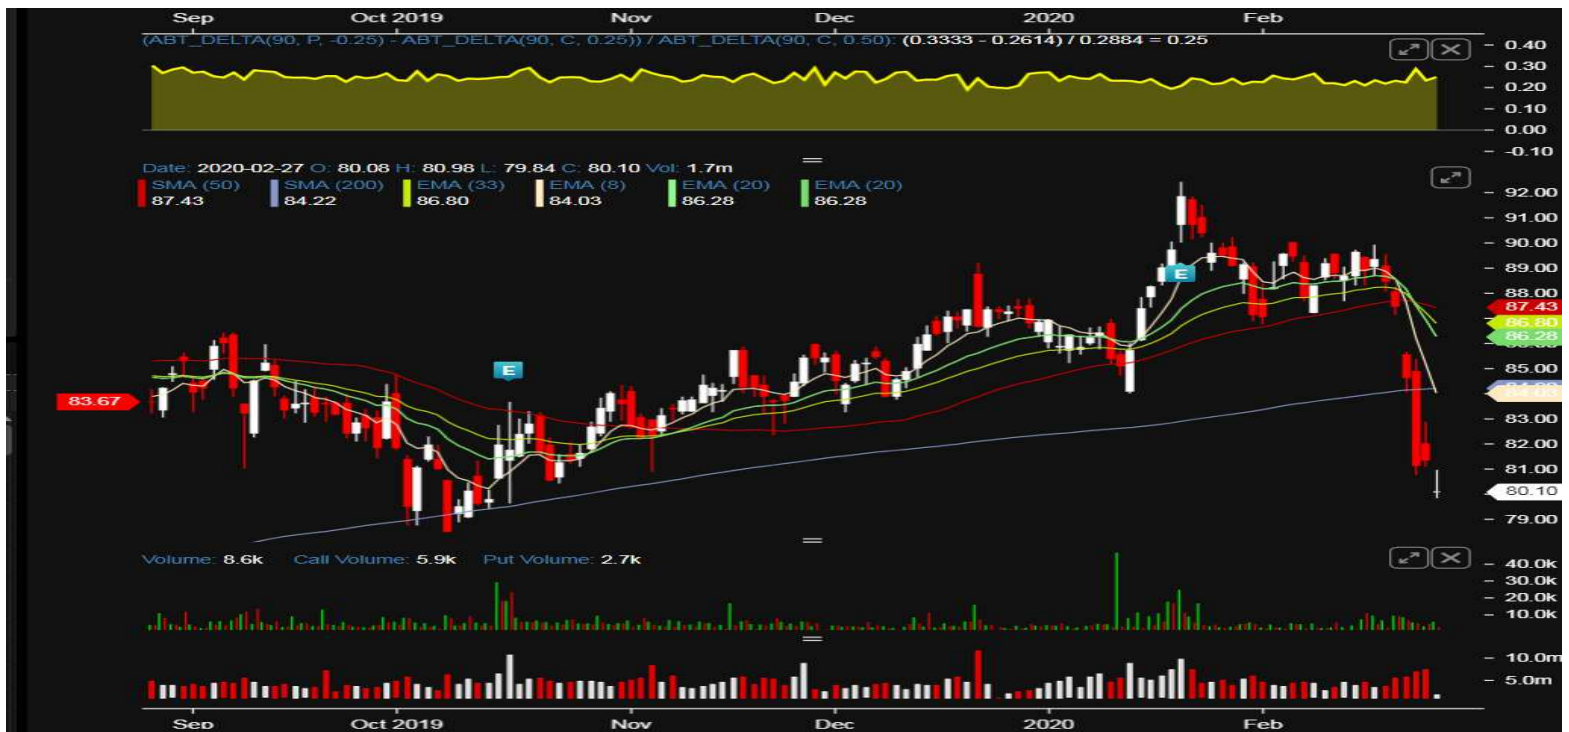 Sep Oct 2019 Nov Dec 2020 Feb
(ABT_DELTA(90, P, -0.25) - ABT_DELTA(90, C, 0.25)) / ABT_DELTA(90, C, 0.50): (0.3333 - 0.2614) / 0.2884 = 0.25
0.40
0.30
0.20
0.10
0.00
-0.10
Date: 2020-02-27 O: 80.08 H: 80.98 L: 79.84 C: 80.10 Vol: 1.7m
SMA (50) SMA (200) EMA (33) EMA (8) EMA (20) EMA (20)
87.43 84.22 86.80 84.03 86.28 86.28
92.00
91.00
90.00
E
89.00
88.00
87.43
86.80
86.28
E
85.00
84.03
83.67
83.00
82.00
81.00
80.10
79.00
Volume: 8.6k Call Volume: 5.9k Put Volume: 2.7k
40.0k
30.0k
20.0k
10.0k
10.0m
5.0m
Sep Oct 2019 Nov Dec 2020 Feb